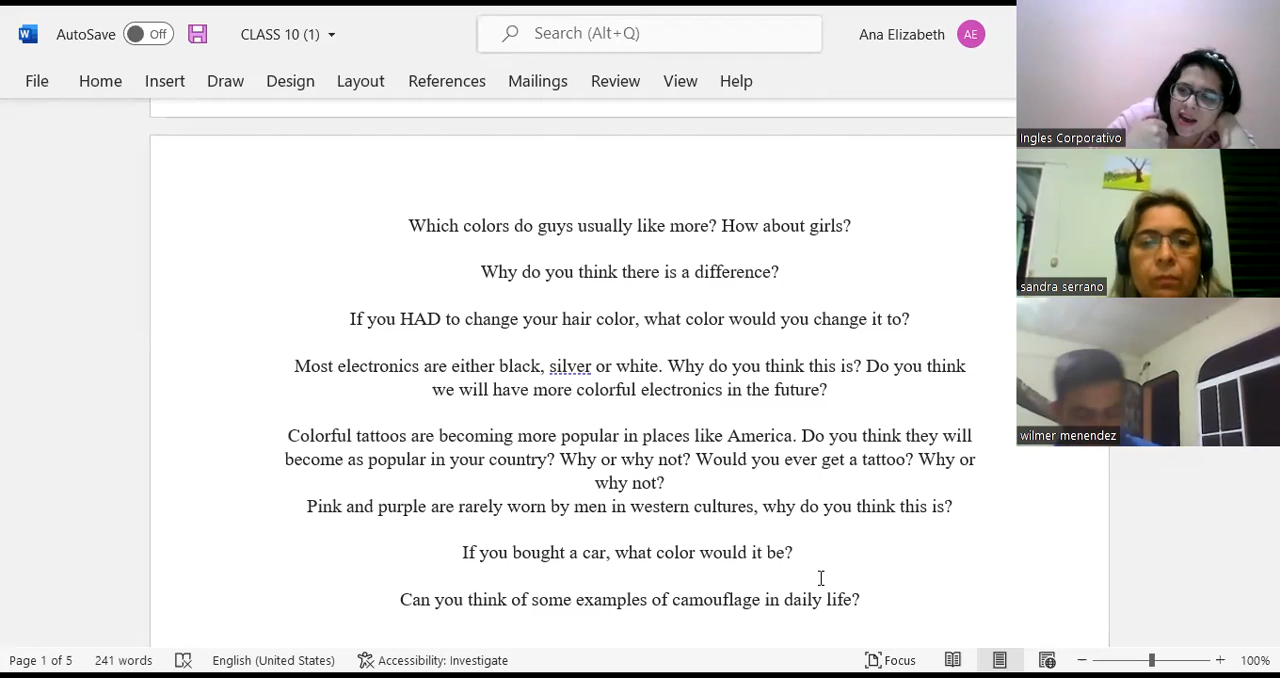 AutoSave Off CLASS 10 (1) Search (Alt+Q) Ana Elizabeth AE
File Home Insert Draw Design Layout References Mailings Review View Help
Which colors do guys usually like more? How about girls?
Why do you think there is a difference?
If you HAD to change your hair color, what color would you change it to?
Most electronics are either black, silver or white. Why do you think this is? Do you think
we will have more colorful electronics in the future?
Colorful tattoos are becoming more popular in places like America. Do you think they will
become as popular in your country? Why or why not? Would you ever get a tattoo? Why or
why not?
Pink and purple are rarely worn by men in western cultures, why do you think this is?
If you bought a car, what color would it be?
Can you think of some examples of camouflage in daily life?
Page 1 of 5 241 words English (United States) Accessibility: Investigate Focus 100%
Ingles Corporativo
sandra serrano
wilmer menendez